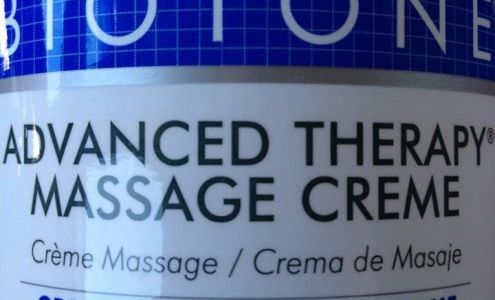 BIOTONE
ADVANCED THERAPY®
MASSAGE CREME
Crème Massage / Crema de Masaje